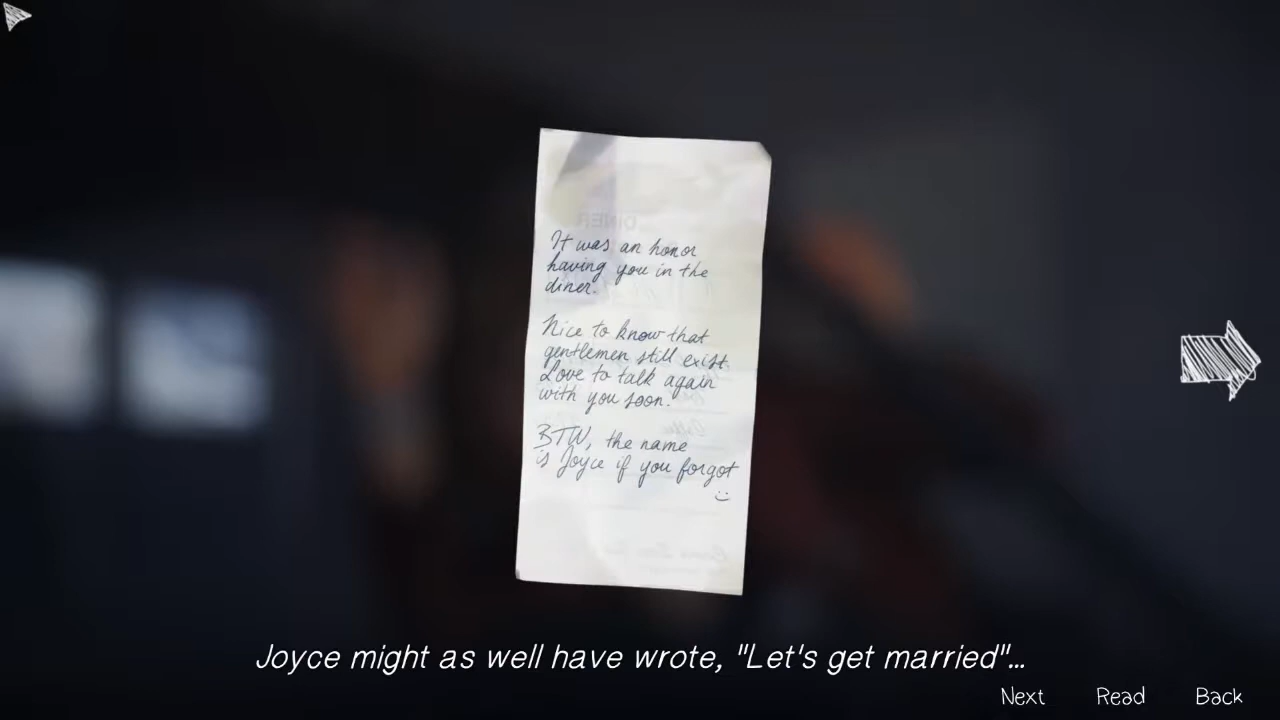 DINER
It was an honor
having you in the
diner.
Nice to know that
gentlemen still exist
Love to talk again
with you soon.
BTW, the name
is Joyce if you forgot
:)
Joyce might as well have wrote, "Let's get married"...
Next Read Back